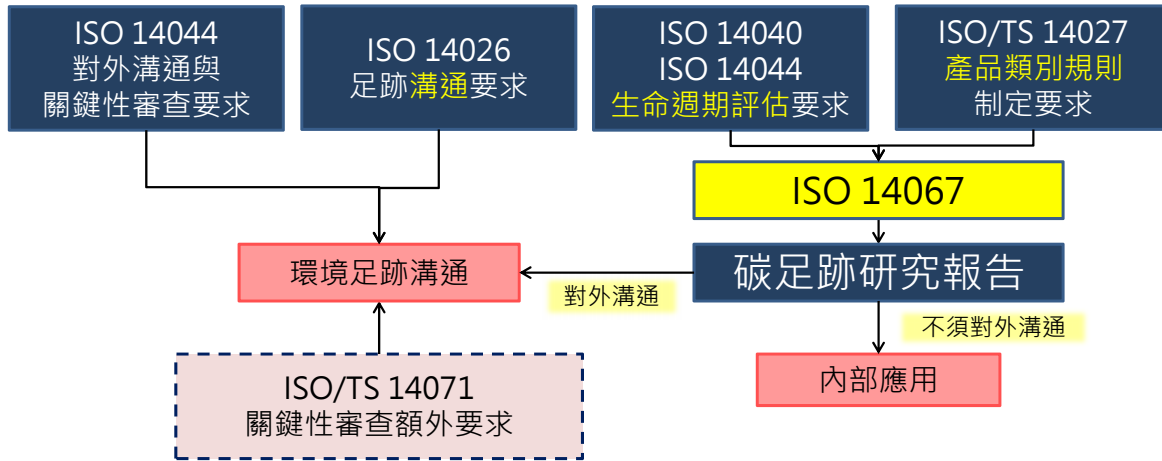 ISO 14044
對外溝通與
關鍵性審查要求
ISO 14026
足跡溝通要求
ISO 14040
ISO 14044
生命週期評估要求
ISO/TS 14027
產品類別規則
制定要求
ISO 14067
環境足跡溝通
對外溝通
碳足跡研究報告
不須對外溝通
ISO/TS 14071
關鍵性審查額外要求
內部應用